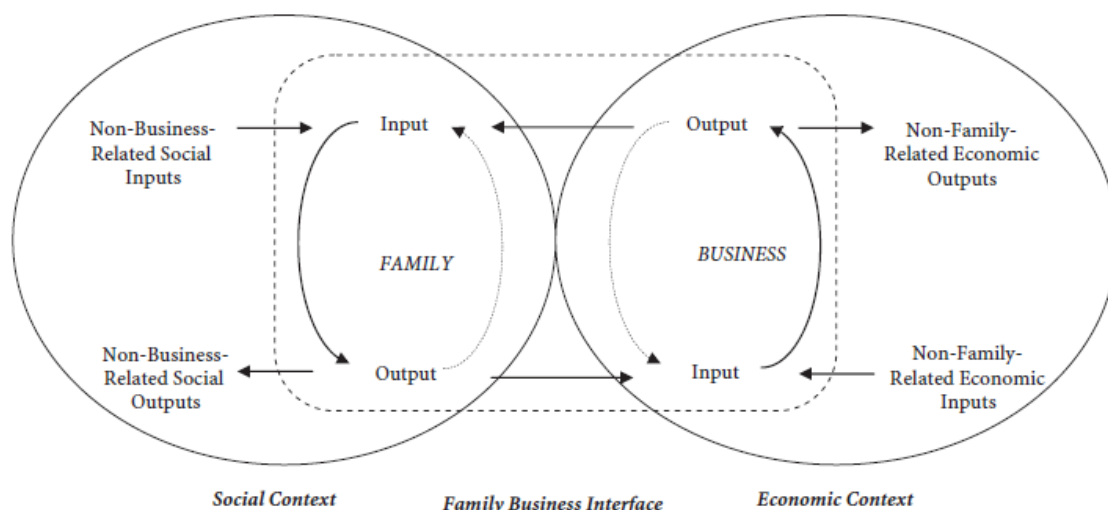 Non-Business-
Related Social
Inputs
Input
Output
Non-Family-
Related Economic
Outputs
FAMILY
BUSINESS
Non-Business-
Related Social
Outputs
Output
Input
Non-Family-
Related Economic
Inputs
Social Context
Family Business Interface
Economic Context